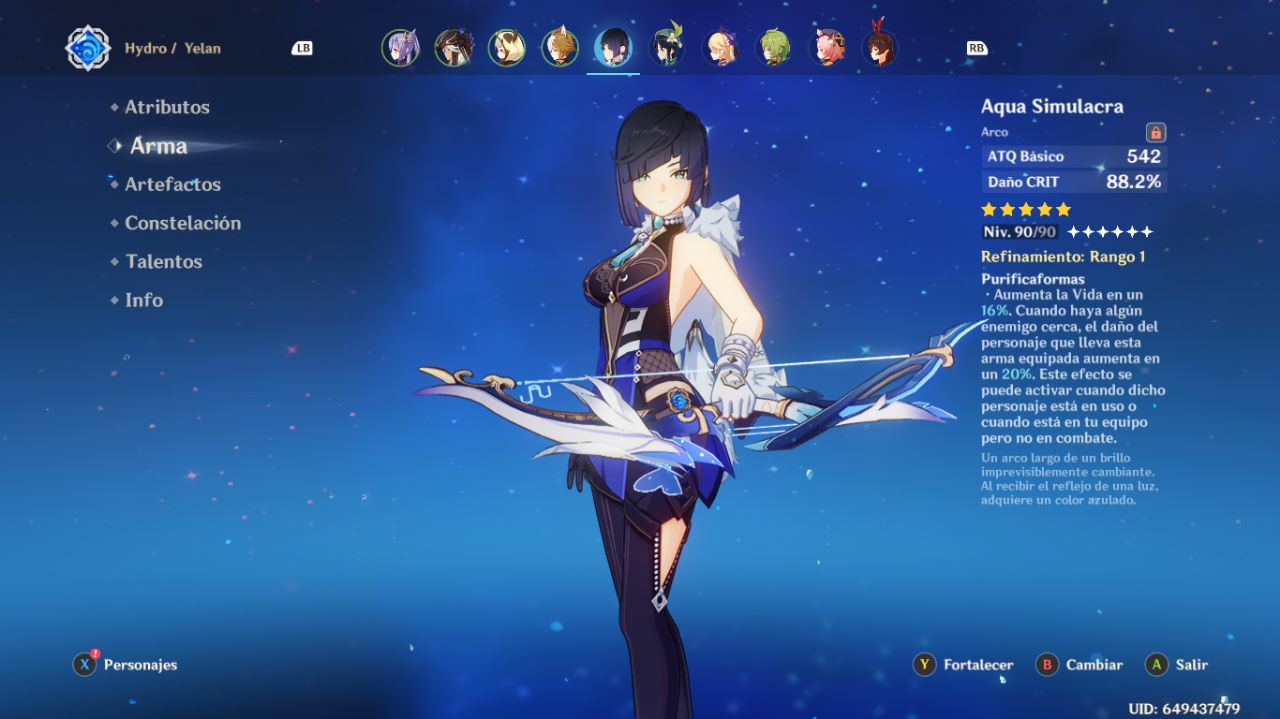 Hydro / Yelan
LB
RB
Atributos
Arma
Artefactos
Constelación
Talentos
Info
Aqua Simulacra
Arco
ATQ Básico 542
Daño CRIT 88.2%
Niv. 90/90
Refinamiento: Rango 1
Purificaformas
· Aumenta la Vida en un
16%. Cuando haya algún
enemigo cerca, el daño del
personaje que lleva esta
arma equipada aumenta en
un 20%. Este efecto se
puede activar cuando dicho
personaje está en uso o
cuando está en tu equipo
pero no en combate.
Un arco largo de un brillo
imprevisiblemente cambiante.
Al recibir el reflejo de una luz,
adquiere un color azulado.
X ! Personajes
Y Fortalecer
B Cambiar
A Salir
UID: 649437479